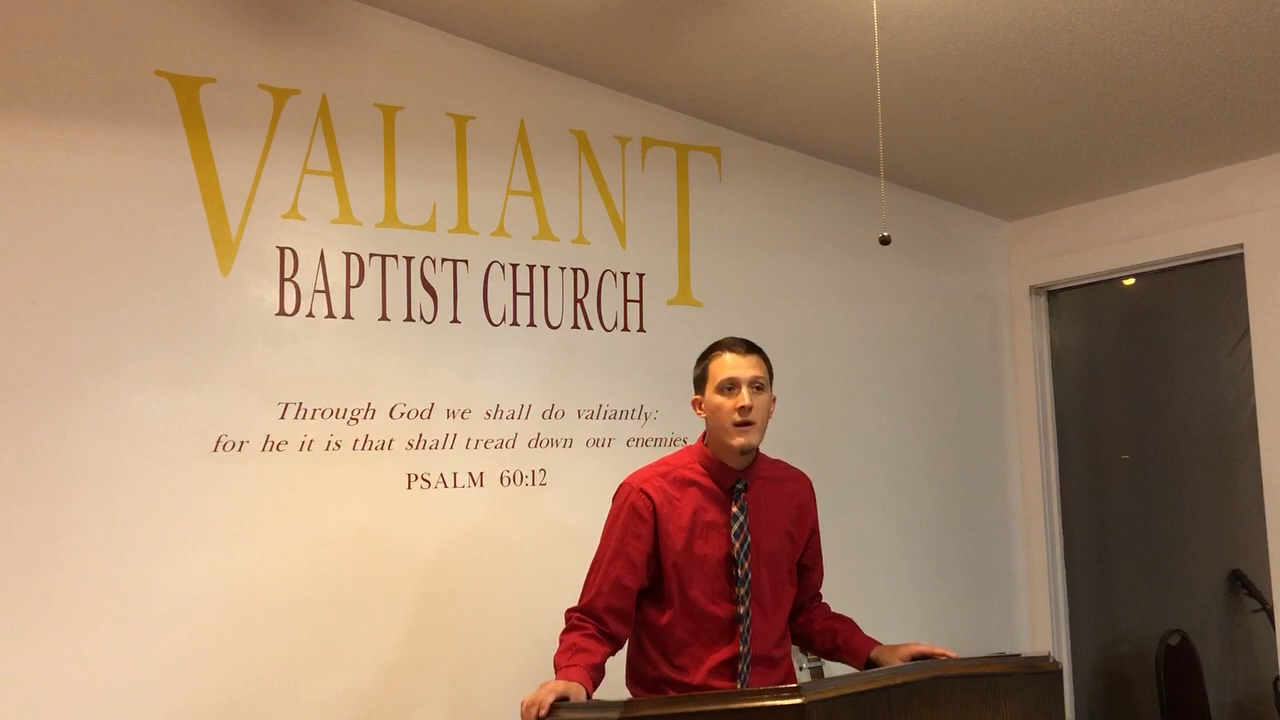 VALIANT
BAPTIST CHURCH
Through God we shall do valiantly:
for he it is that shall tread down our enemies
PSALM 60:12